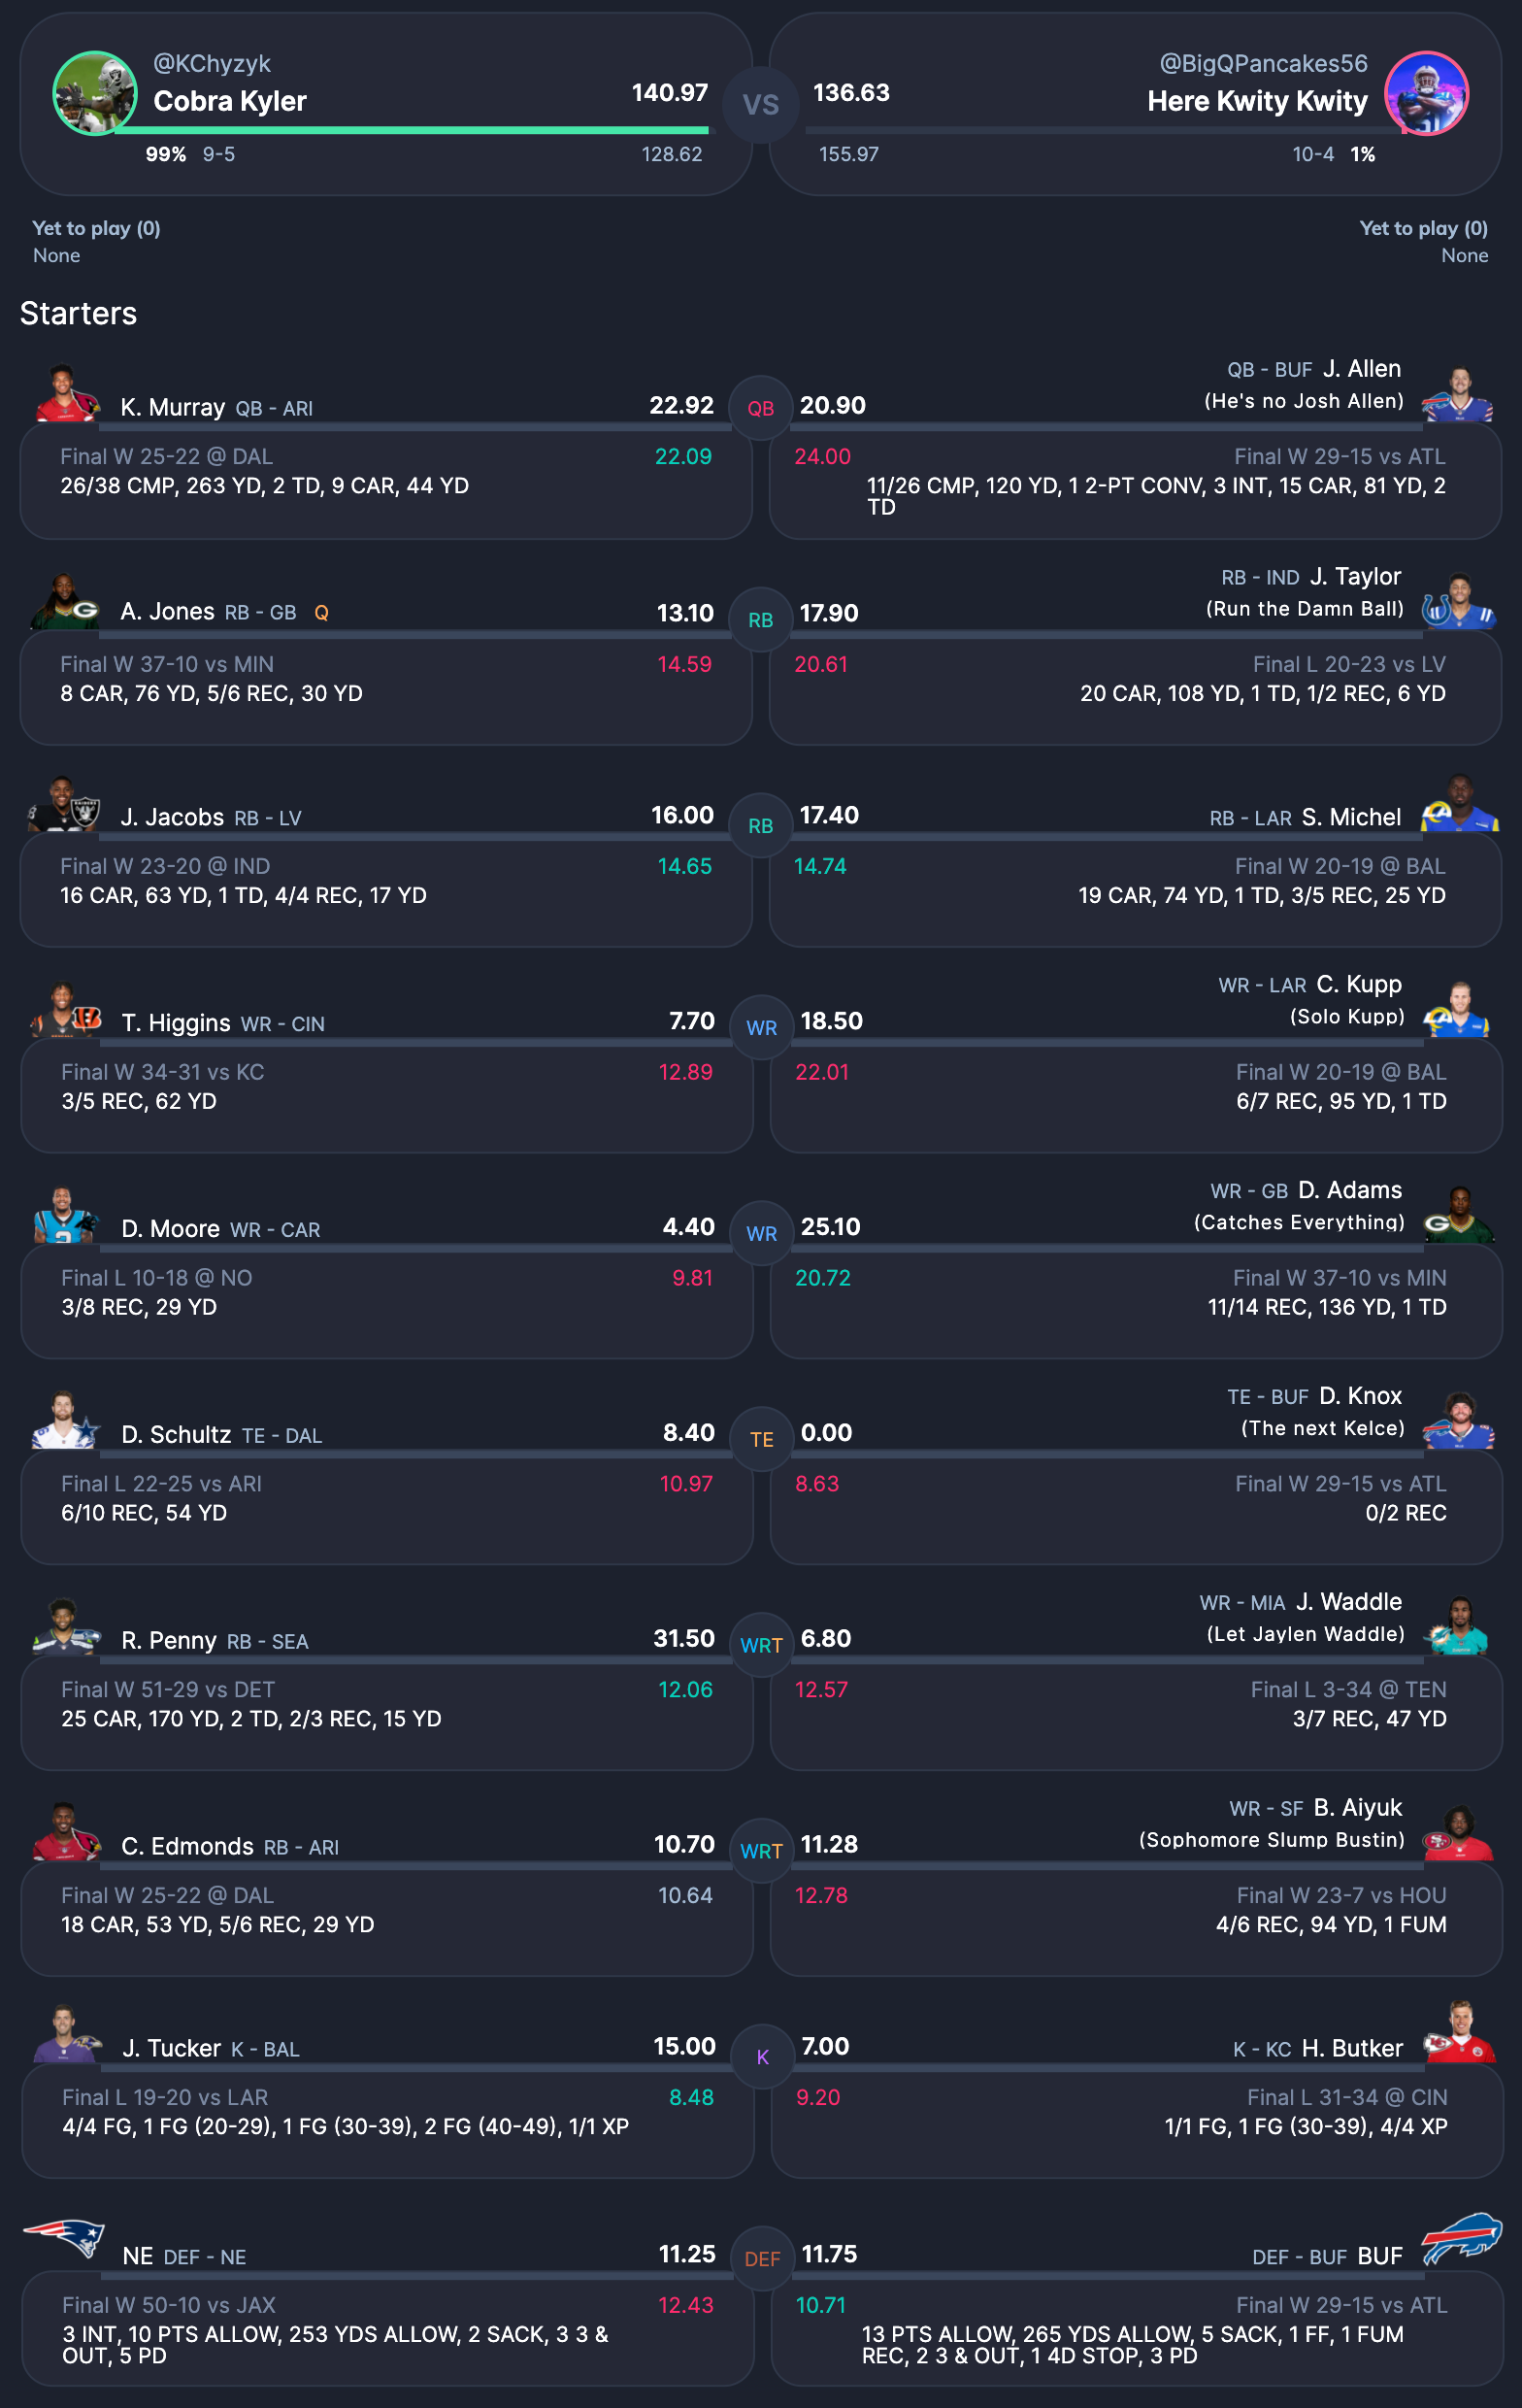 @KChyzyk
Cobra Kyler
140.97
99% 9-5
128.62
VS
@BigQPancakes56
136.63
Here Kwity Kwity
155.97
10-4 1%
Yet to play (0)
None
Yet to play (0)
None
Starters
K. Murray QB - ARI
22.92
QB
20.90
QB - BUF J. Allen
(He's no Josh Allen)
Final W 25-22 @ DAL
22.09
26/38 CMP, 263 YD, 2 TD, 9 CAR, 44 YD
24.00
Final W 29-15 vs ATL
11/26 CMP, 120 YD, 1 2-PT CONV, 3 INT, 15 CAR, 81 YD, 2
TD
A. Jones RB - GB Q
13.10
RB
17.90
RB - IND J. Taylor
(Run the Damn Ball)
Final W 37-10 vs MIN
14.59
8 CAR, 76 YD, 5/6 REC, 30 YD
20.61
Final L 20-23 vs LV
20 CAR, 108 YD, 1 TD, 1/2 REC, 6 YD
J. Jacobs RB - LV
16.00
RB
17.40
RB - LAR S. Michel
Final W 23-20 @ IND
14.65
16 CAR, 63 YD, 1 TD, 4/4 REC, 17 YD
14.74
Final W 20-19 @ BAL
19 CAR, 74 YD, 1 TD, 3/5 REC, 25 YD
T. Higgins WR - CIN
7.70
WR
18.50
WR - LAR C. Kupp
(Solo Kupp)
Final W 34-31 vs KC
12.89
3/5 REC, 62 YD
22.01
Final W 20-19 @ BAL
6/7 REC, 95 YD, 1 TD
D. Moore WR - CAR
4.40
WR
25.10
WR - GB D. Adams
(Catches Everything)
Final L 10-18 @ NO
9.81
3/8 REC, 29 YD
20.72
Final W 37-10 vs MIN
11/14 REC, 136 YD, 1 TD
D. Schultz TE - DAL
8.40
TE
0.00
TE - BUF D. Knox
(The next Kelce)
Final L 22-25 vs ARI
10.97
6/10 REC, 54 YD
8.63
Final W 29-15 vs ATL
0/2 REC
R. Penny RB - SEA
31.50
WRT
6.80
WR - MIA J. Waddle
(Let Jaylen Waddle)
Final W 51-29 vs DET
12.06
25 CAR, 170 YD, 2 TD, 2/3 REC, 15 YD
12.57
Final L 3-34 @ TEN
3/7 REC, 47 YD
C. Edmonds RB - ARI
10.70
WRT
11.28
WR - SF B. Aiyuk
(Sophomore Slump Bustin)
Final W 25-22 @ DAL
10.64
18 CAR, 53 YD, 5/6 REC, 29 YD
12.78
Final W 23-7 vs HOU
4/6 REC, 94 YD, 1 FUM
J. Tucker K - BAL
15.00
K
7.00
K - KC H. Butker
Final L 19-20 vs LAR
8.48
4/4 FG, 1 FG (20-29), 1 FG (30-39), 2 FG (40-49), 1/1 XP
9.20
Final L 31-34 @ CIN
1/1 FG, 1 FG (30-39), 4/4 XP
NE DEF - NE
11.25
DEF
11.75
DEF - BUF BUF
Final W 50-10 vs JAX
12.43
3 INT, 10 PTS ALLOW, 253 YDS ALLOW, 2 SACK, 3 3 &
OUT, 5 PD
10.71
Final W 29-15 vs ATL
13 PTS ALLOW, 265 YDS ALLOW, 5 SACK, 1 FF, 1 FUM
REC, 2 3 & OUT, 1 4D STOP, 3 PD